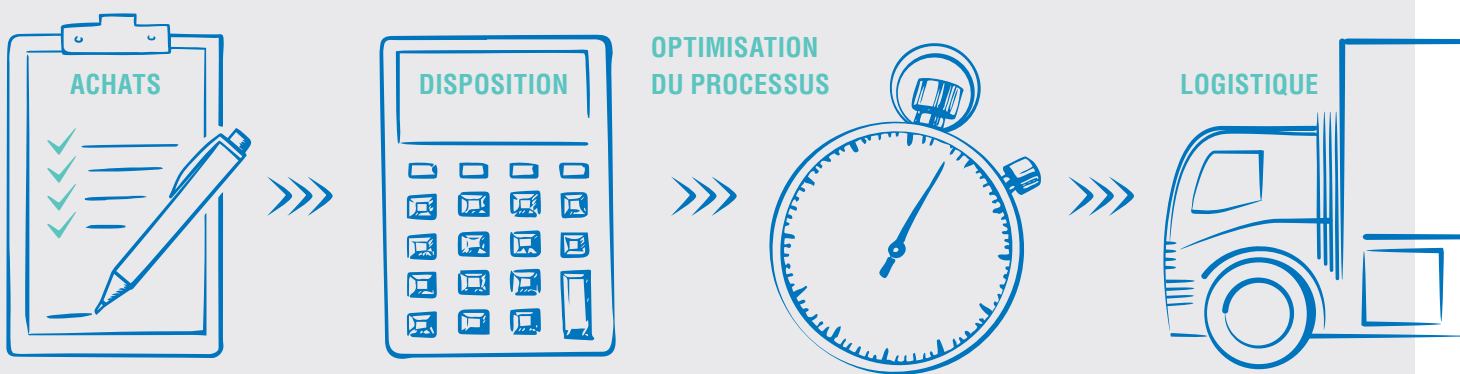 ACHATS
DISPOSITION
OPTIMISATION
DU PROCESSUS
LOGISTIQUE